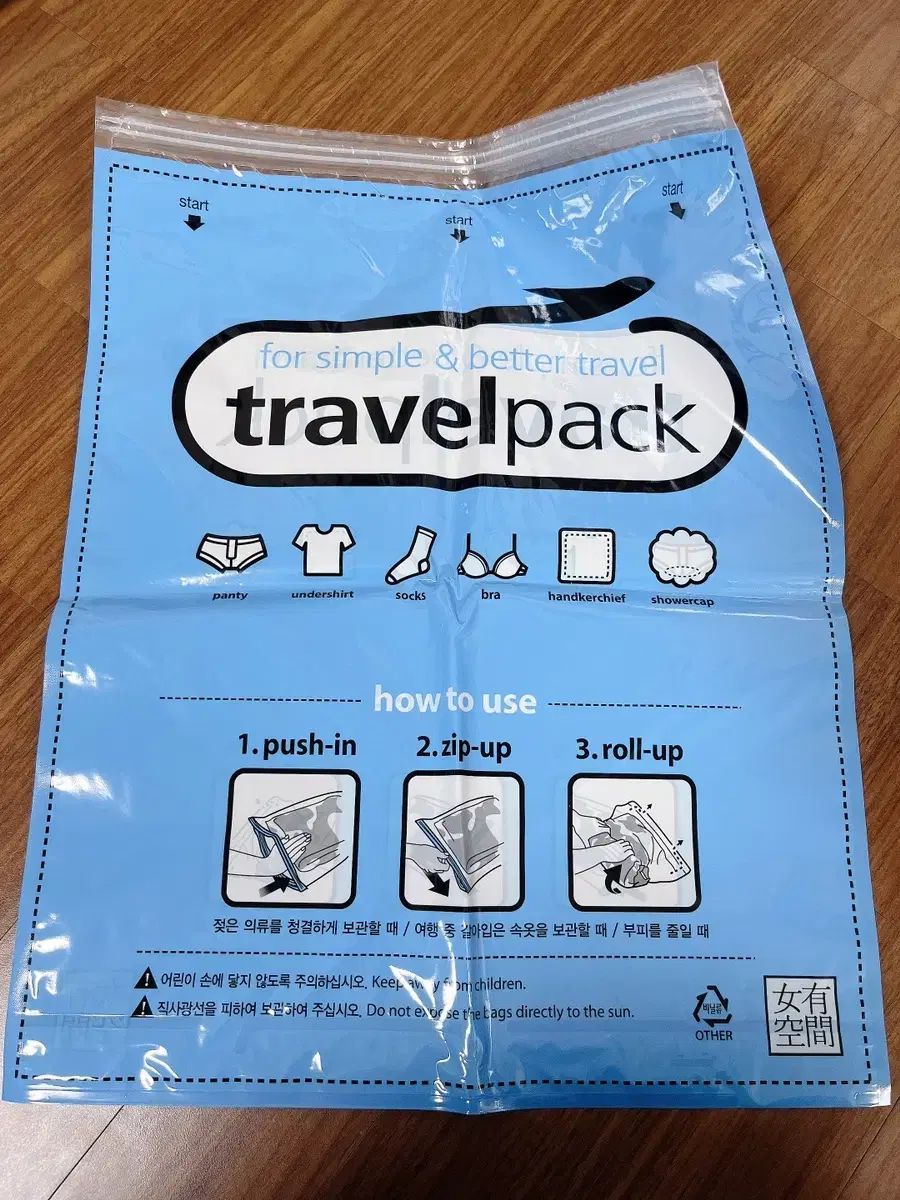 start start start
for simple & better travel
travelpack
panty undershirt socks bra handkerchief showercap
how to use
1. push-in 2. zip-up 3. roll-up
젖은 의류를 청결하게 보관할 때 / 여행 중 갈아입은 속옷을 보관할 때 / 부피를 줄일 때
어린이 손에 닿지 않도록 주의하십시오. Keep away from children.
직사광선을 피하여 보관하여 주십시오. Do not expose the bags directly to the sun.
비닐류
OTHER
女有
空間